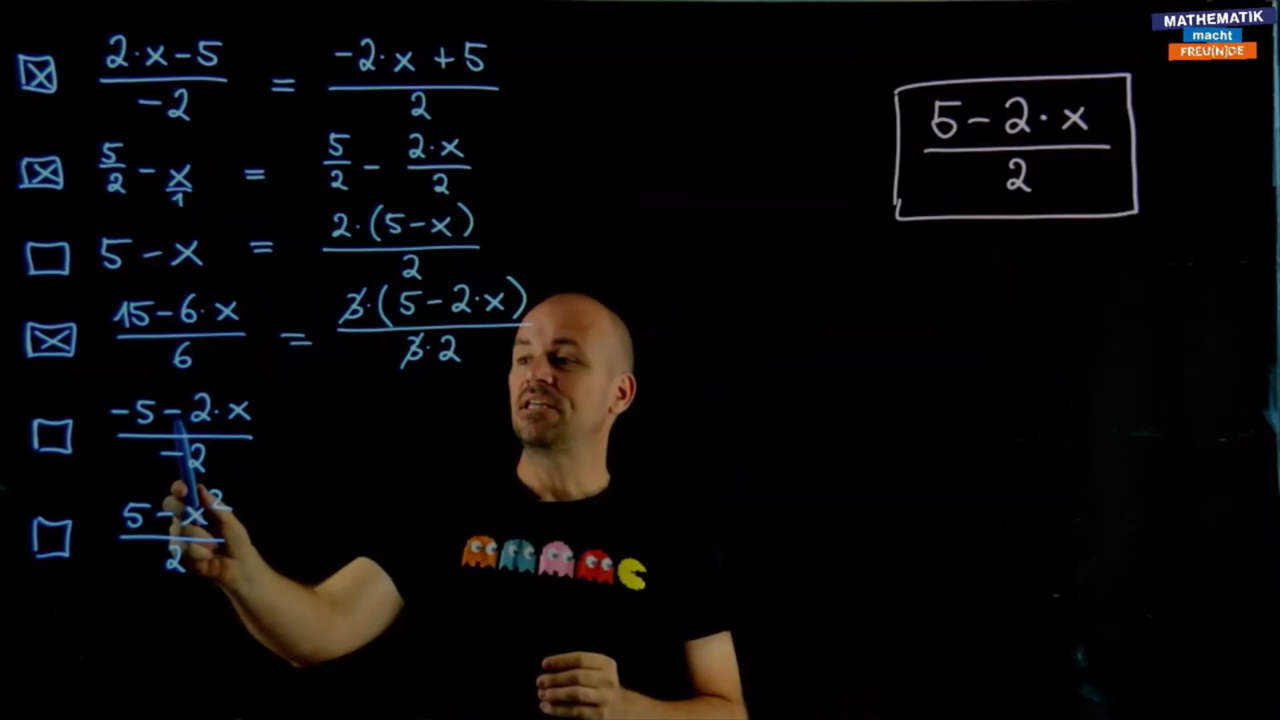 MATHEMATIK
macht
FREU(N)DE
☒ (2·x-5)/(-2) = (-2·x+5)/2
☒ 5/2 - x/1 = 5/2 - (2·x)/2
☐ 5-x = (2·(5-x))/2
☒ (15-6·x)/6 = (3·(5-2·x))/(3·2)
☐ (-5-2·x)/(-2)
☐ (5-x²)/2
(5-2·x)/2